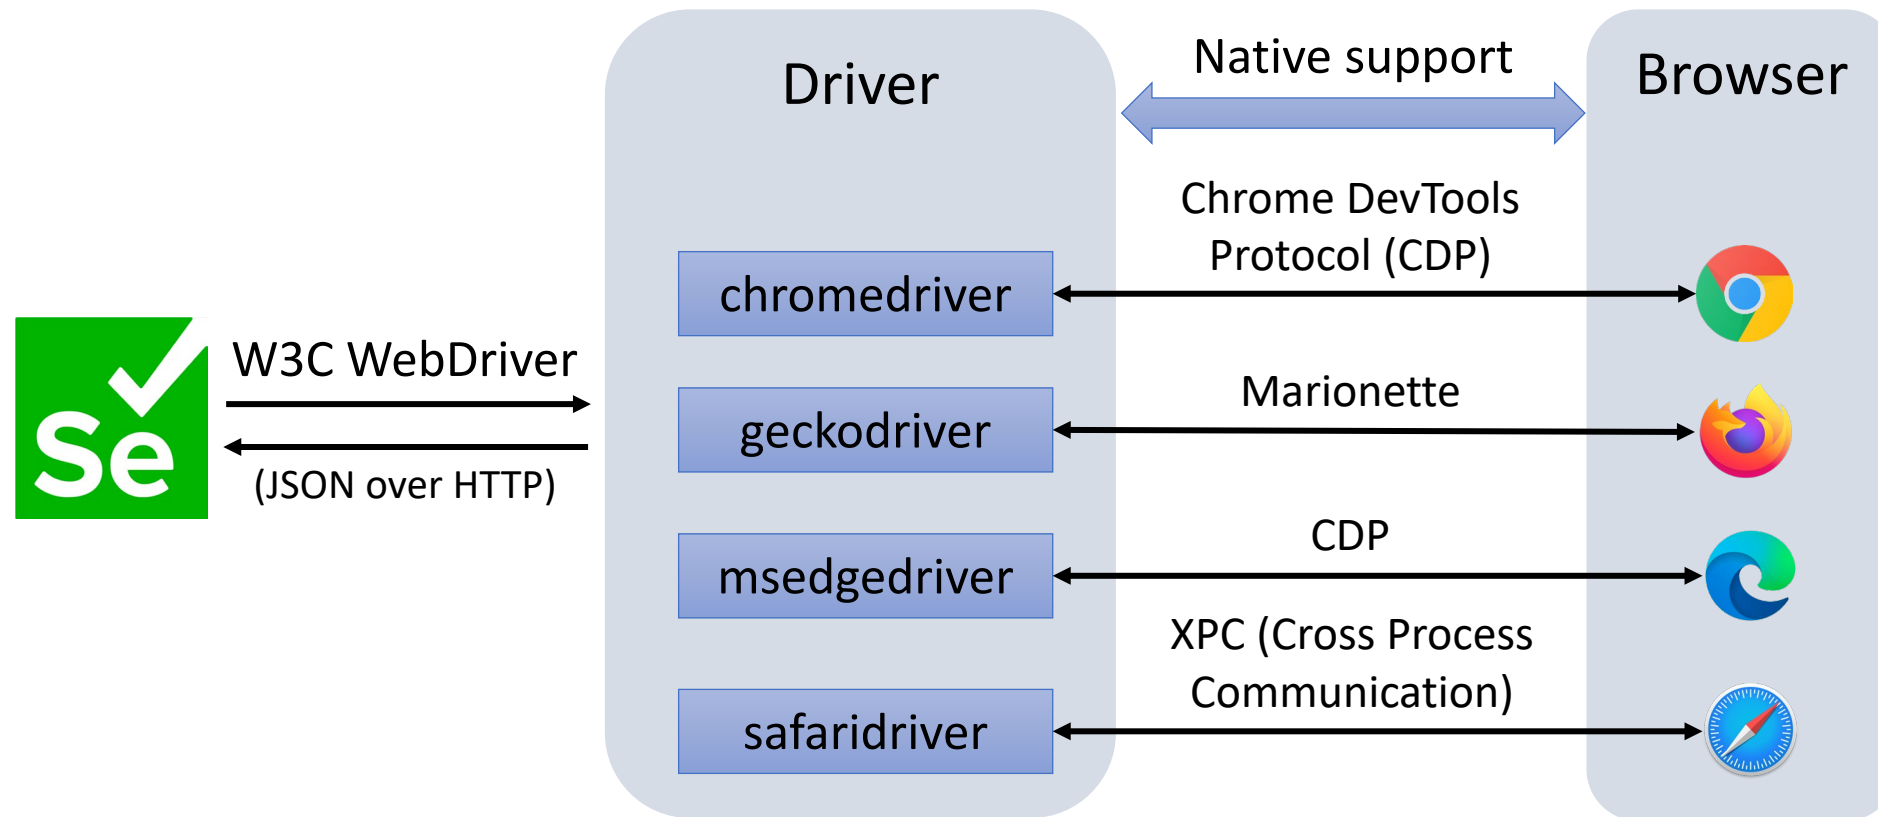 Driver
Native support
Browser
Chrome DevTools
Protocol (CDP)
chromedriver
W3C WebDriver
Se
(JSON over HTTP)
Marionette
geckodriver
CDP
msedgedriver
XPC (Cross Process
Communication)
safaridriver